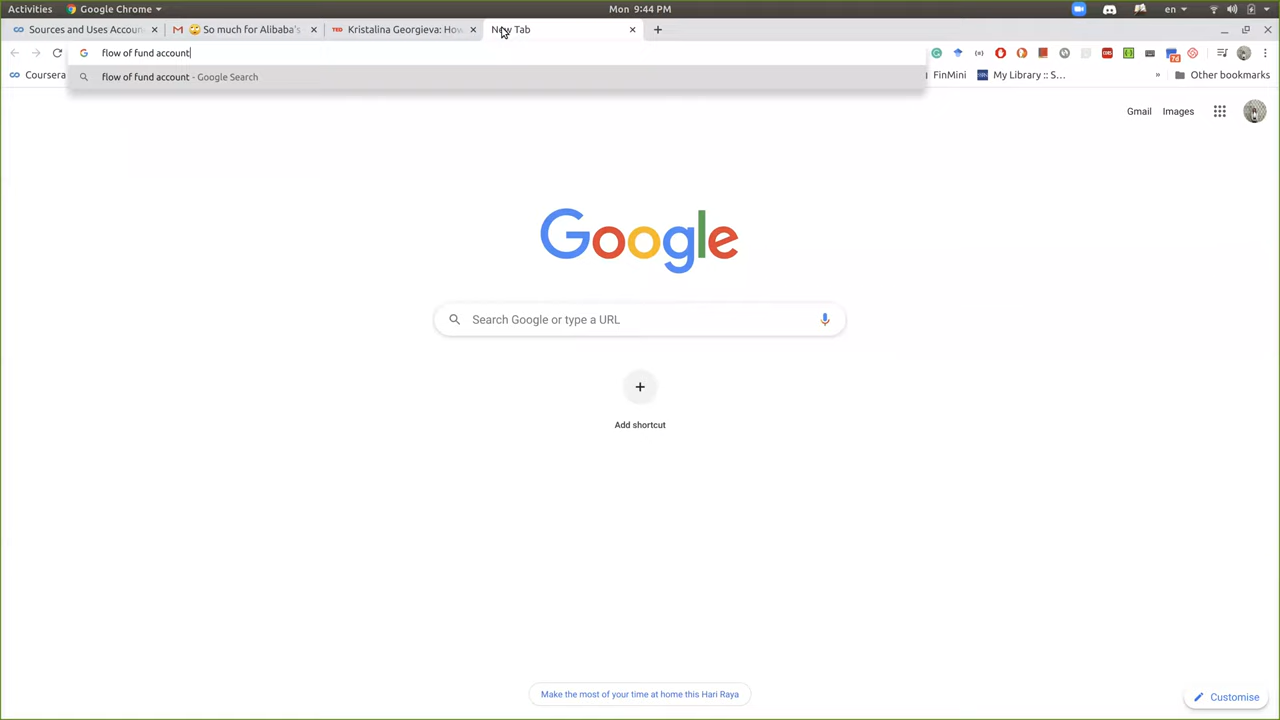 Activities Google Chrome Mon 9:44 PM en
Sources and Uses Accoun So much for Alibaba's Kristalina Georgieva: How New Tab
flow of fund account
flow of fund account - Google Search
Coursera FinMini My Library :: S... » Other bookmarks
Gmail Images
Google
Search Google or type a URL
Add shortcut
Make the most of your time at home this Hari Raya
Customise